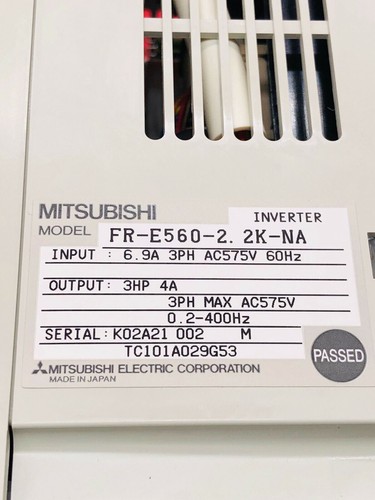 MITSUBISHI INVERTER
MODEL FR-E560-2.2K-NA
INPUT : 6.9A 3PH AC575V 60Hz
OUTPUT: 3HP 4A
3PH MAX AC575V
0.2-400Hz
SERIAL: K02A21 002 M
TC101A029G53
PASSED
MITSUBISHI ELECTRIC CORPORATION
MADE IN JAPAN